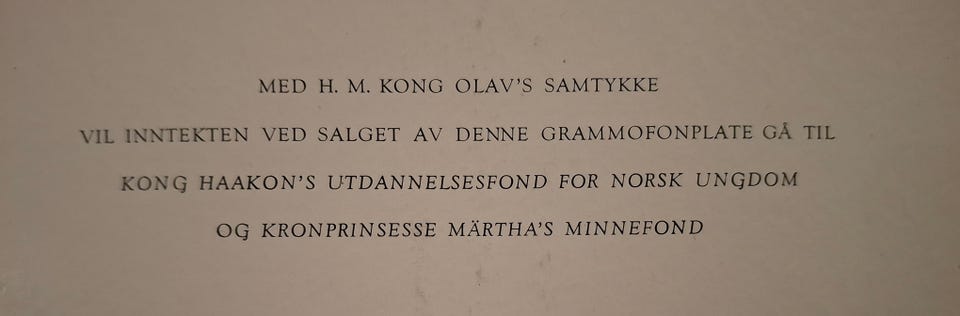 MED H. M. KONG OLAV'S SAMTYKKE
VIL INNTEKTEN VED SALGET AV DENNE GRAMMOFONPLATE GÅ TIL
KONG HAAKON'S UTDANNELSESFOND FOR NORSK UNGDOM
OG KRONPRINSESSE MÄRTHA'S MINNEFOND